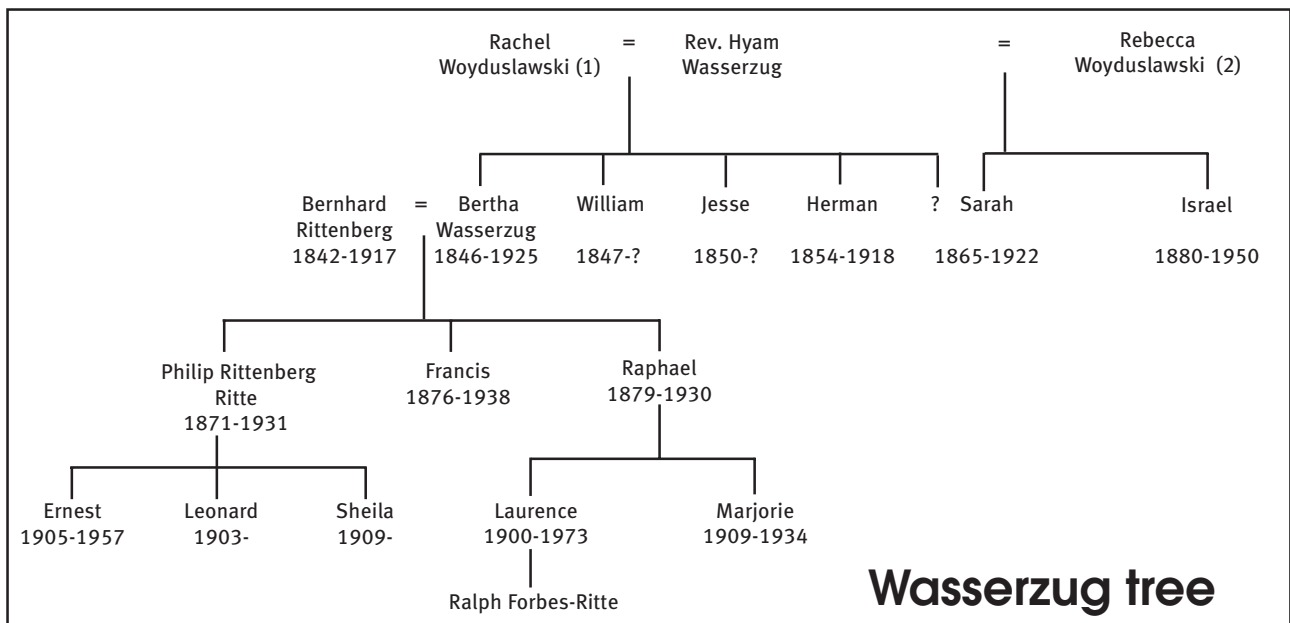 Rachel = Rev. Hyam = Rebecca
Woyduslawski (1) Wasserzug Woyduslawski (2)
Bernhard = Bertha William Jesse Herman ? Sarah Israel
Rittenberg Wasserzug
1842-1917 1846-1925 1847-? 1850-? 1854-1918 1865-1922 1880-1950
Philip Rittenberg Francis Raphael
Ritte 1876-1938 1879-1930
1871-1931
Ernest Leonard Sheila Laurence Marjorie
1905-1957 1903- 1909- 1900-1973 1909-1934
Ralph Forbes-Ritte
Wasserzug tree